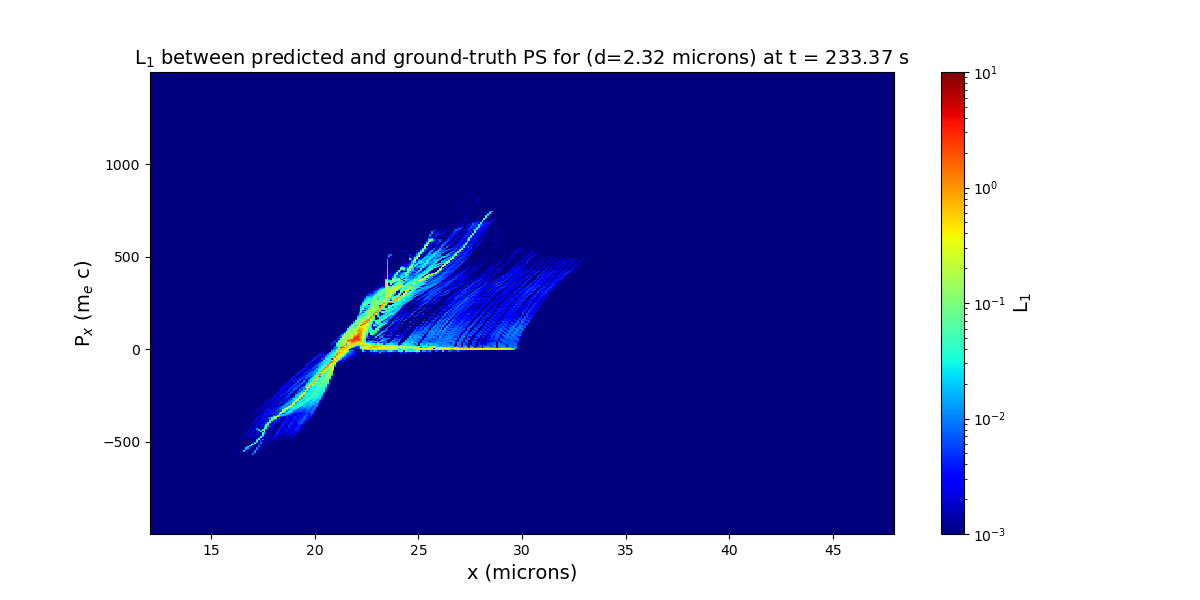 L₁ between predicted and ground-truth PS for (d=2.32 microns) at t = 233.37 s
1000
500
0
−500
Pₓ (mₑ c)
15 20 25 30 35 40 45
x (microns)
10¹
10⁰
10⁻¹
10⁻²
10⁻³
L₁